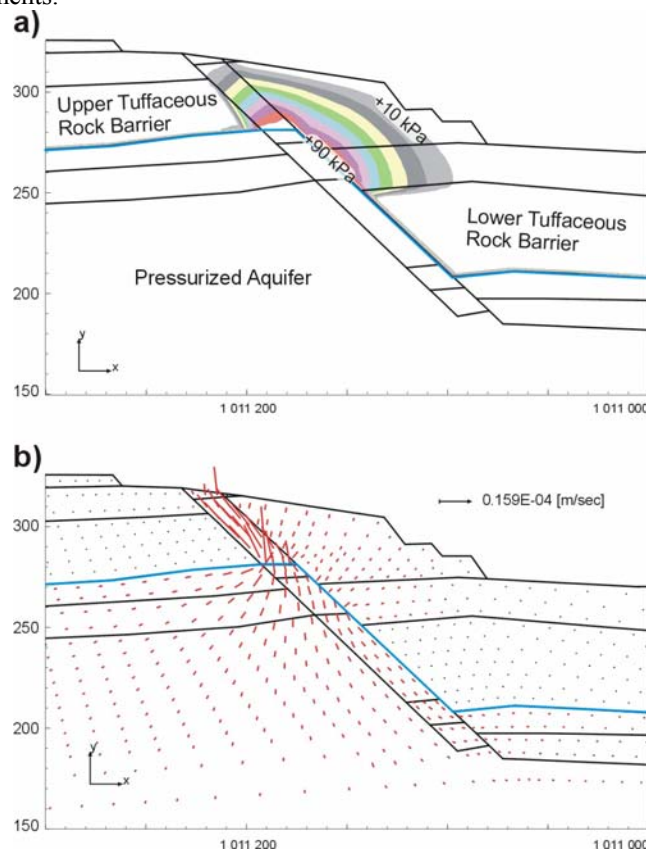 nents.
a)
300
250
200
150
Upper Tuffaceous
Rock Barrier
+10 kPa
+90 kPa
Lower Tuffaceous
Rock Barrier
Pressurized Aquifer
y
x
1 011 200
1 011 000
b)
0.159E-04 [m/sec]
300
250
200
150
y
x
1 011 200
1 011 000